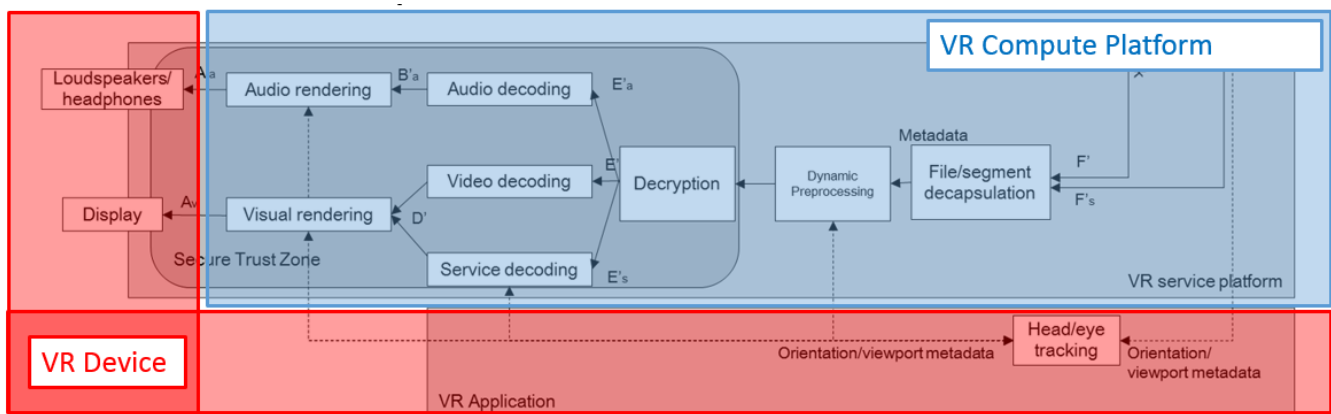 VR Compute Platform
Loudspeakers/
headphones
Audio rendering
B'a
Audio decoding
E'a
Metadata
F'
F's
File/segment
decapsulation
Dynamic
Preprocessing
Decryption
E'
Video decoding
Display
Visual rendering
D'
Secure Trust Zone
Service decoding
E's
VR service platform
VR Device
Orientation/viewport metadata
Head/eye
tracking
Orientation/
viewport metadata
VR Application